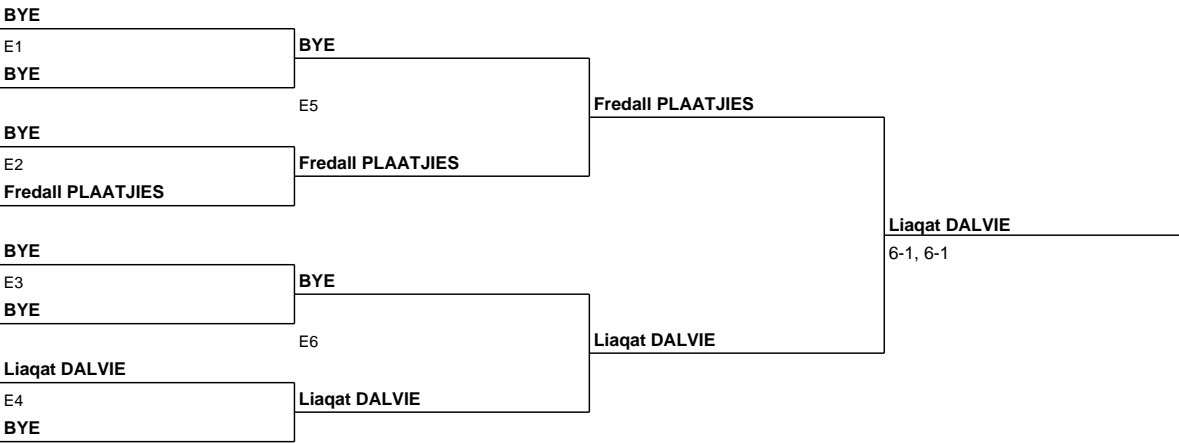 BYE
E1
BYE
BYE
E5
Fredall PLAATJIES
BYE
E2
Fredall PLAATJIES
Fredall PLAATJIES
Liaqat DALVIE
6-1, 6-1
BYE
E3
BYE
BYE
E6
Liaqat DALVIE
Liaqat DALVIE
E4
Liaqat DALVIE
BYE